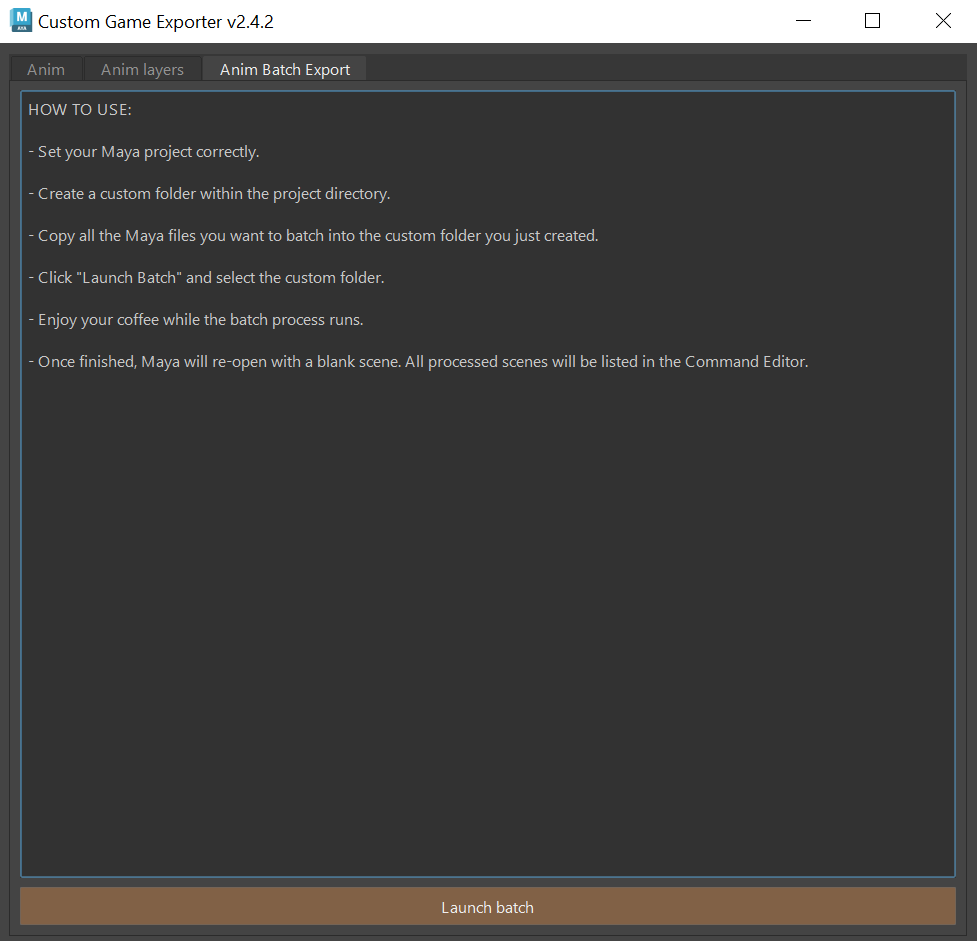 M
MAYA
Custom Game Exporter v2.4.2
Anim
Anim layers
Anim Batch Export
HOW TO USE:
- Set your Maya project correctly.
- Create a custom folder within the project directory.
- Copy all the Maya files you want to batch into the custom folder you just created.
- Click "Launch Batch" and select the custom folder.
- Enjoy your coffee while the batch process runs.
- Once finished, Maya will re-open with a blank scene. All processed scenes will be listed in the Command Editor.
Launch batch